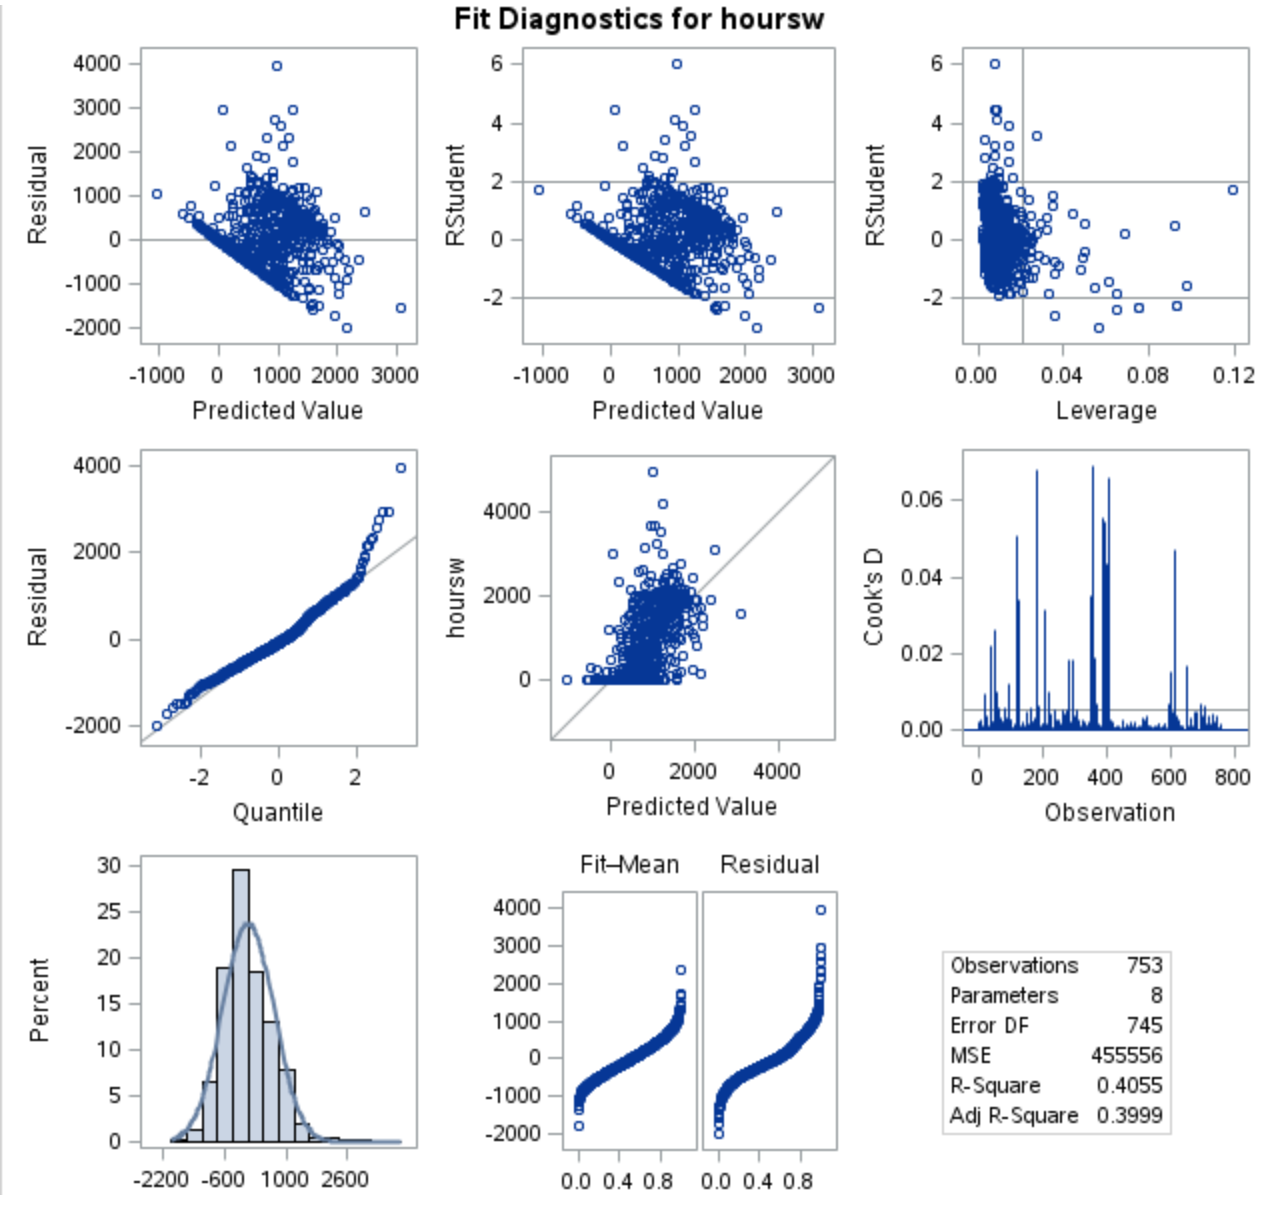 Fit Diagnostics for hoursw
4000
3000
2000
1000
0
-1000
-2000
Residual
-1000 0 1000 2000 3000
Predicted Value
6
4
2
0
-2
RStudent
-1000 0 1000 2000 3000
Predicted Value
6
4
2
0
-2
RStudent
0.00 0.04 0.08 0.12
Leverage
4000
2000
0
-2000
Residual
-2 0 2
Quantile
4000
2000
0
hoursw
0 2000 4000
Predicted Value
0.06
0.04
0.02
0.00
Cook's D
0 200 400 600 800
Observation
30
25
20
15
10
5
0
Percent
-2200 -600 1000 2600
Fit–Mean Residual
4000
3000
2000
1000
0
-1000
-2000
0.0 0.4 0.8 0.0 0.4 0.8
Observations 753
Parameters 8
Error DF 745
MSE 455556
R-Square 0.4055
Adj R-Square 0.3999